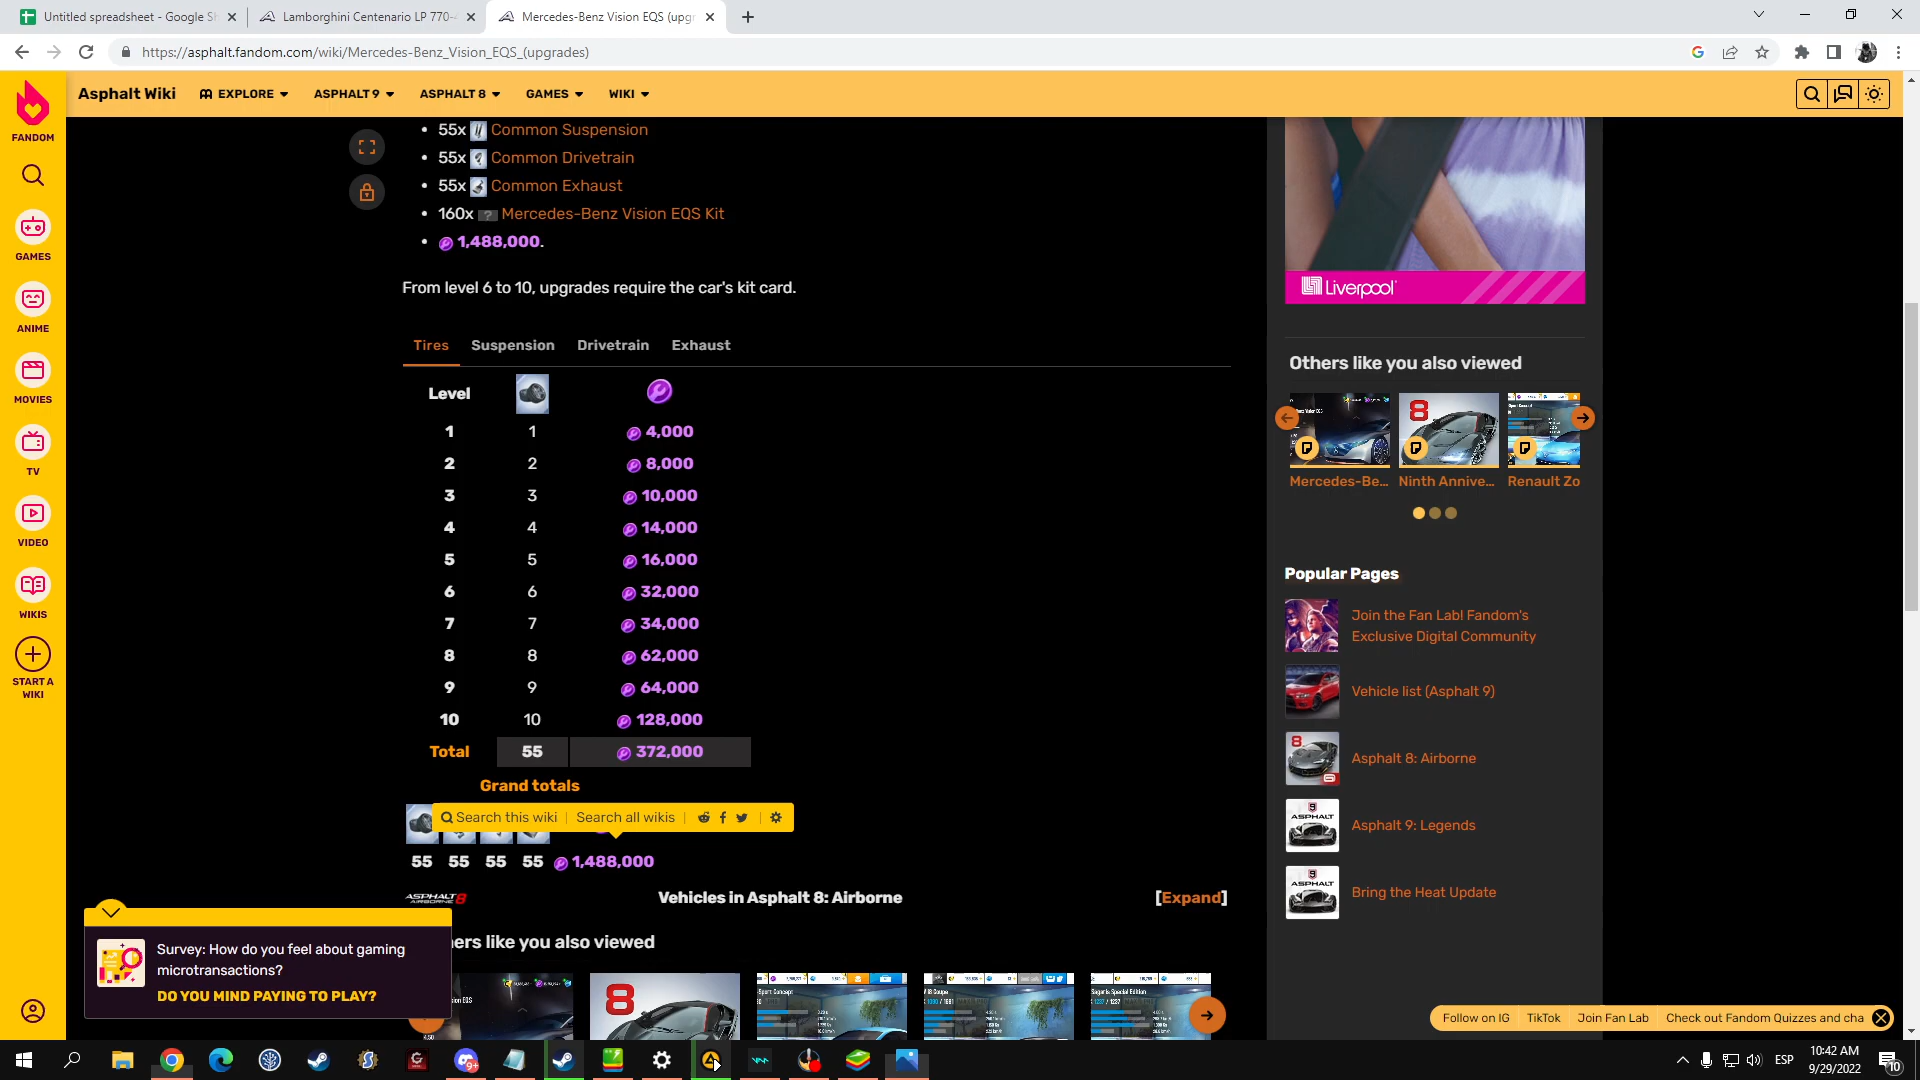 Untitled spreadsheet - Google Sh
Lamborghini Centenario LP 770-
Mercedes-Benz Vision EQS (upgr
https://asphalt.fandom.com/wiki/Mercedes-Benz_Vision_EQS_(upgrades)
Asphalt Wiki
EXPLORE
ASPHALT 9
ASPHALT 8
GAMES
WIKI
FANDOM
GAMES
ANIME
MOVIES
TV
VIDEO
WIKIS
START A
WIKI
55x Common Suspension
55x Common Drivetrain
55x Common Exhaust
160x Mercedes-Benz Vision EQS Kit
1,488,000.
From level 6 to 10, upgrades require the car's kit card.
Tires Suspension Drivetrain Exhaust
Level
1 1 4,000
2 2 8,000
3 3 10,000
4 4 14,000
5 5 16,000
6 6 32,000
7 7 34,000
8 8 62,000
9 9 64,000
10 10 128,000
Total 55 372,000
Grand totals
Search this wiki Search all wikis
55 55 55 55 1,488,000
ASPHALT 8
AIRBORNE
Vehicles in Asphalt 8: Airborne
[Expand]
ers like you also viewed
Survey: How do you feel about gaming
microtransactions?
DO YOU MIND PAYING TO PLAY?
Liverpool
Others like you also viewed
Mercedes-Be...
Ninth Annive...
Renault Zo
Popular Pages
Join the Fan Lab! Fandom's
Exclusive Digital Community
Vehicle list (Asphalt 9)
Asphalt 8: Airborne
Asphalt 9: Legends
Bring the Heat Update
Follow on IG TikTok Join Fan Lab Check out Fandom Quizzes and cha
ESP
10:42 AM
9/29/2022
10